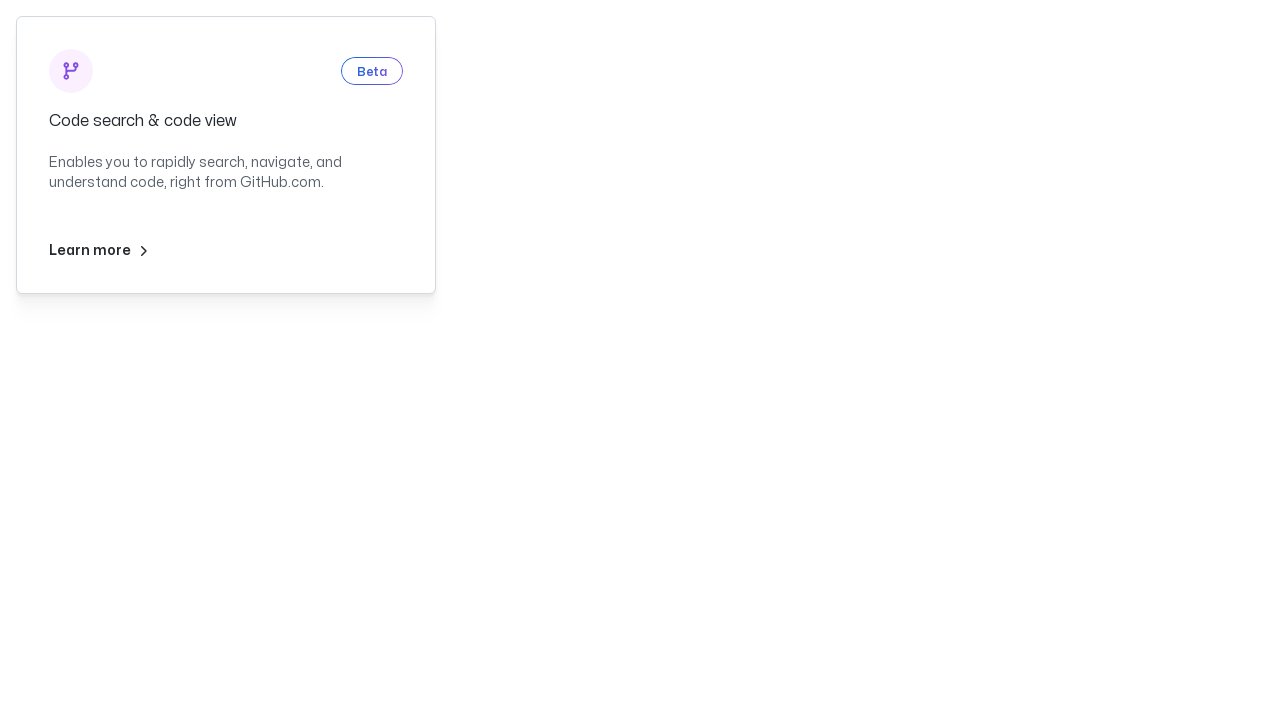 Beta
Code search & code view
Enables you to rapidly search, navigate, and
understand code, right from GitHub.com.
Learn more